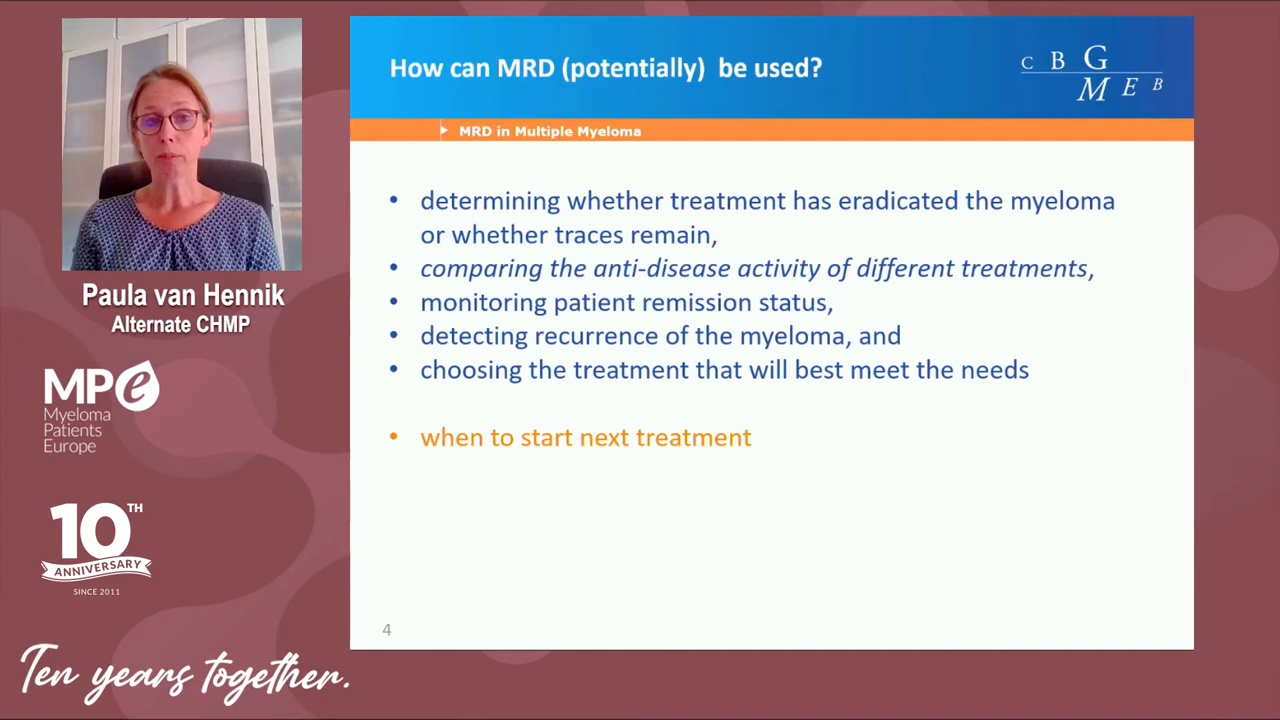 How can MRD (potentially) be used?
C B G
M E B
MRD in Multiple Myeloma
• determining whether treatment has eradicated the myeloma
or whether traces remain,
• comparing the anti-disease activity of different treatments,
• monitoring patient remission status,
• detecting recurrence of the myeloma, and
• choosing the treatment that will best meet the needs
• when to start next treatment
4
Paula van Hennik
Alternate CHMP
MPe
Myeloma
Patients
Europe
10TH
ANNIVERSARY
SINCE 2011
Ten years together.